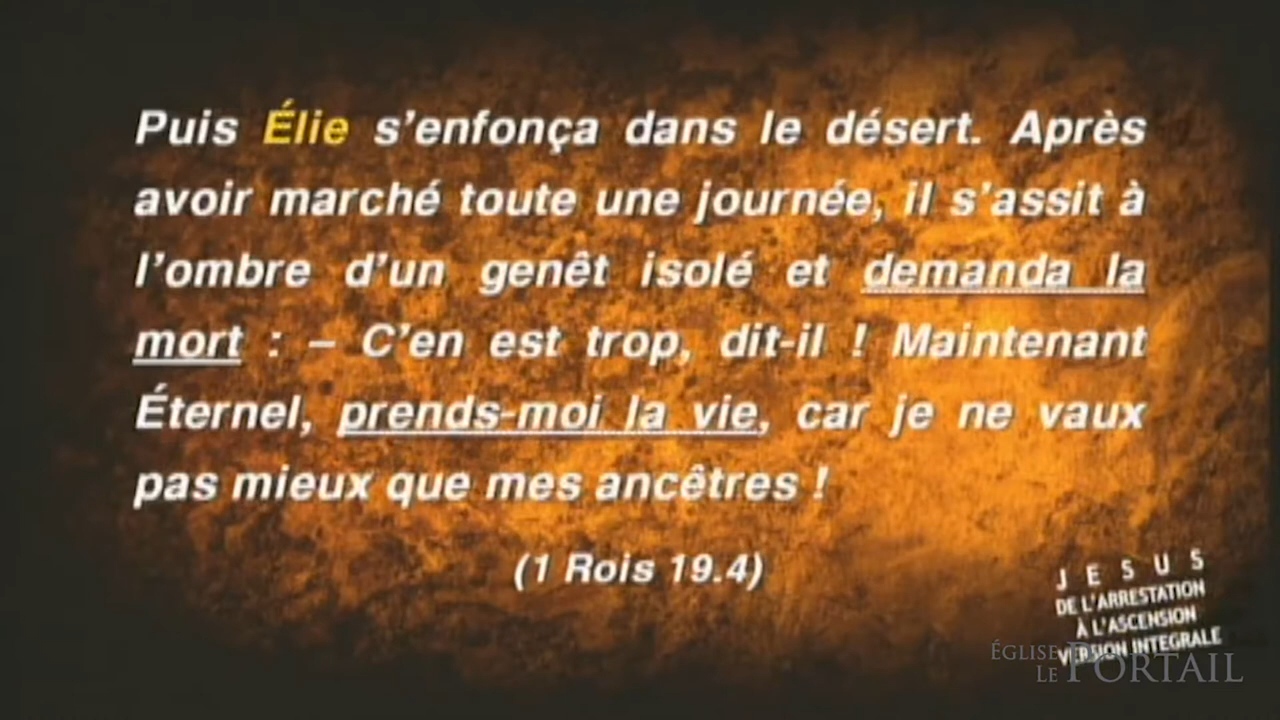 Puis Élie s'enfonça dans le désert. Après
avoir marché toute une journée, il s'assit à
l'ombre d'un genêt isolé et demanda la
mort : – C'en est trop, dit-il ! Maintenant
Éternel, prends-moi la vie, car je ne vaux
pas mieux que mes ancêtres !
(1 Rois 19.4)
JESUS
DE L'ARRESTATION
À L'ASCENSION
VERSION INTEGRALE
ÉGLISE
LE PORTAIL